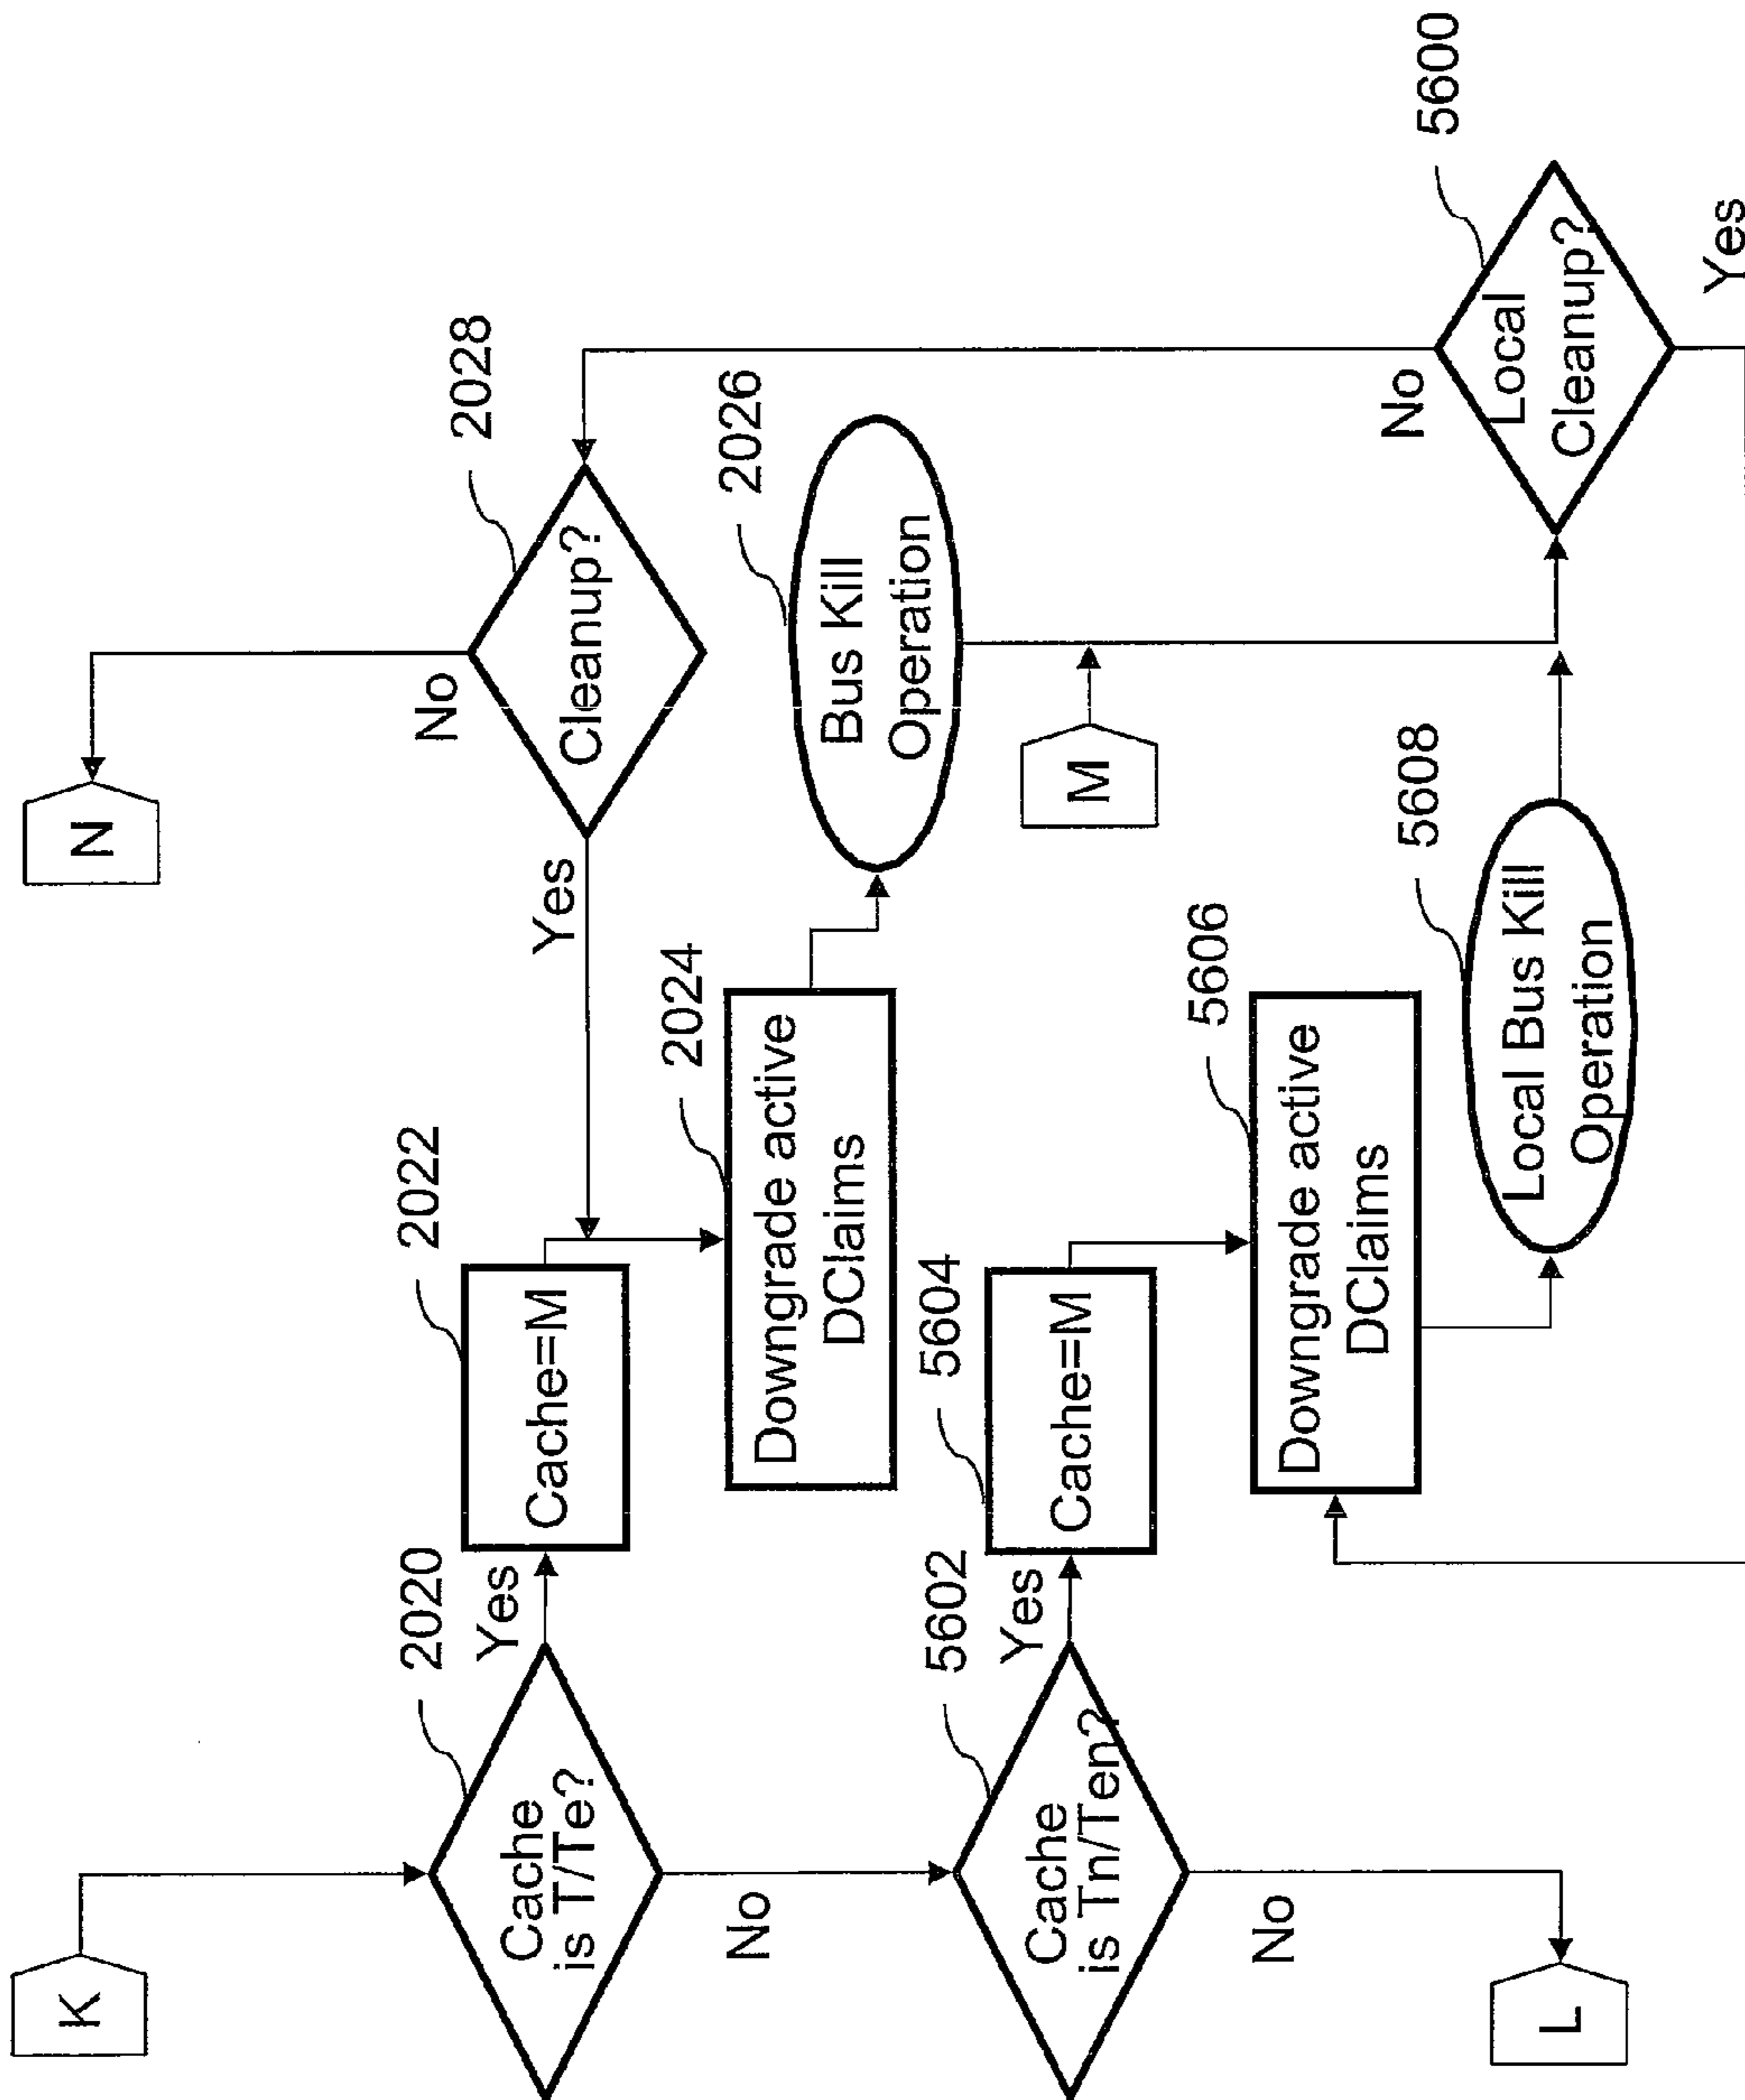 K
2020
Cache
is T/Te?
Yes
No
2022
Cache=M
2024
Downgrade active
DClaims
Yes
2028
Cleanup?
No
N
2026
Bus Kill
Operation
M
5602
Cache
is Tn/Ten?
Yes
No
L
5604
Cache=M
5606
Downgrade active
DClaims
5608
Local Bus Kill
Operation
5600
Local
Cleanup?
No
Yes